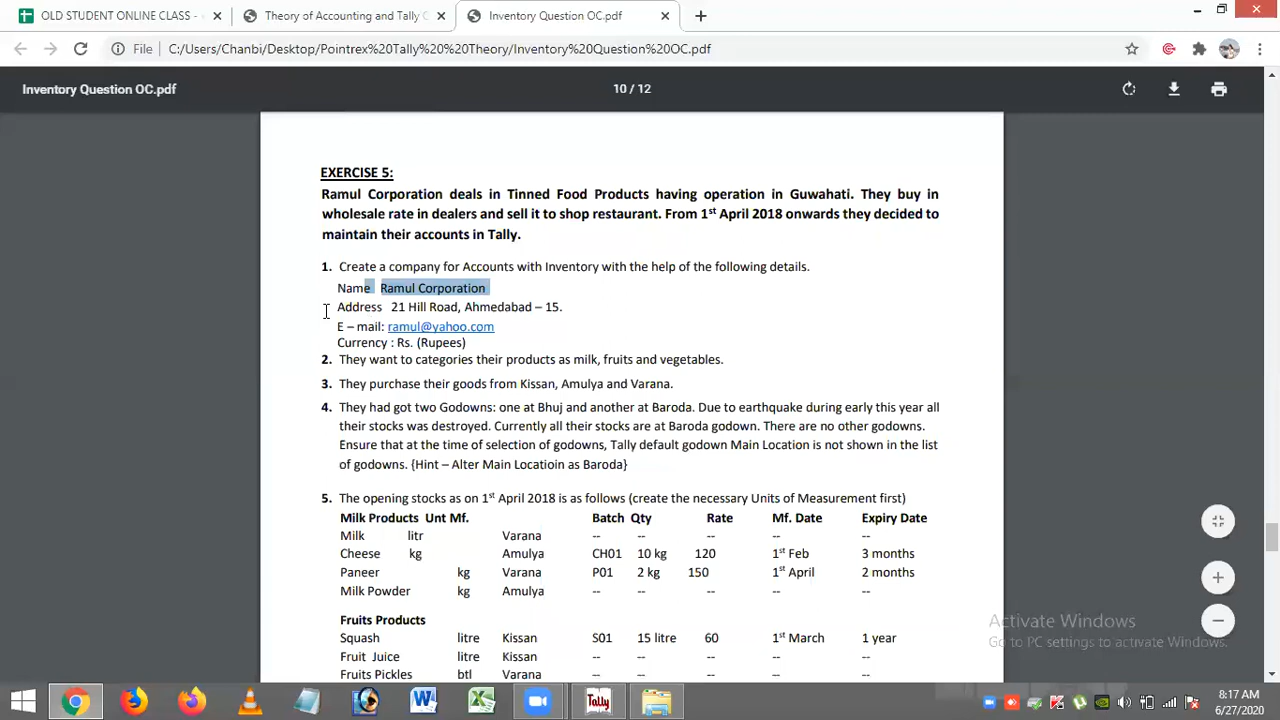 OLD STUDENT ONLINE CLASS -
Theory of Accounting and Tally'
Inventory Question OC.pdf
File
C:/Users/Chanbi/Desktop/Pointrex%20Tally%20%20Theory/Inventory%20Question%20OC.pdf
Inventory Question OC.pdf
10 / 12
EXERCISE 5:
Ramul Corporation deals in Tinned Food Products having operation in Guwahati. They buy in
wholesale rate in dealers and sell it to shop restaurant. From 1st April 2018 onwards they decided to
maintain their accounts in Tally.
1. Create a company for Accounts with Inventory with the help of the following details.
Name Ramul Corporation
Address 21 Hill Road, Ahmedabad – 15.
E – mail: ramul@yahoo.com
Currency : Rs. (Rupees)
2. They want to categories their products as milk, fruits and vegetables.
3. They purchase their goods from Kissan, Amulya and Varana.
4. They had got two Godowns: one at Bhuj and another at Baroda. Due to earthquake during early this year all
their stocks was destroyed. Currently all their stocks are at Baroda godown. There are no other godowns.
Ensure that at the time of selection of godowns, Tally default godown Main Location is not shown in the list
of godowns. {Hint – Alter Main Locatioin as Baroda}
5. The opening stocks as on 1st April 2018 is as follows (create the necessary Units of Measurement first)
Milk Products Unt Mf. Batch Qty Rate Mf. Date Expiry Date
Milk litr Varana -- -- -- -- --
Cheese kg Amulya CH01 10 kg 120 1st Feb 3 months
Paneer kg Varana P01 2 kg 150 1st April 2 months
Milk Powder kg Amulya -- -- -- -- --
Fruits Products
Squash litre Kissan S01 15 litre 60 1st March 1 year
Fruit Juice litre Kissan -- -- -- -- --
Fruits Pickles btl Varana -- -- -- -- --
Activate Windows
Go to PC settings to activate Windows.
Tally
8:17 AM
6/27/2020